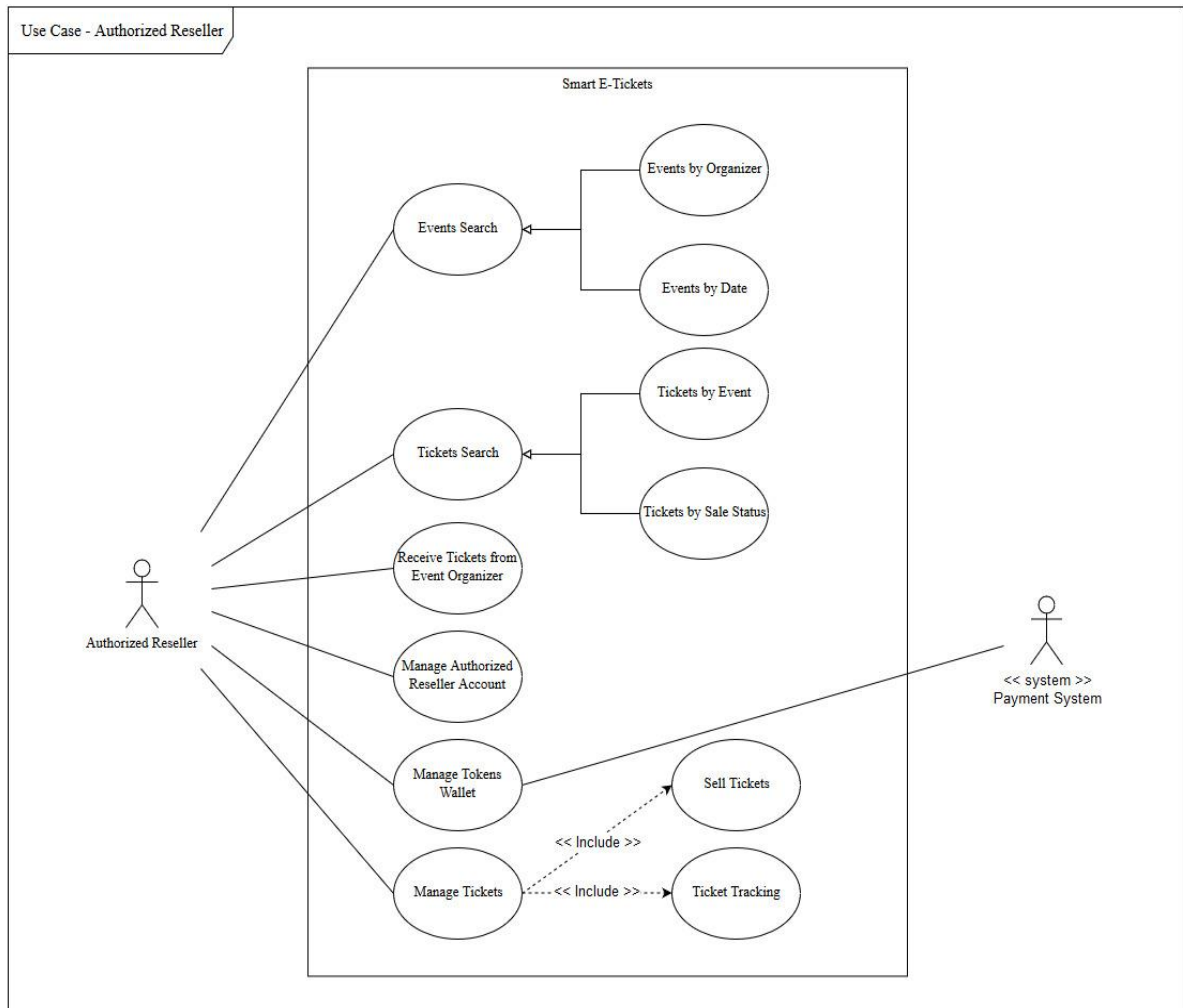 Use Case - Authorized Reseller
Smart E-Tickets
Events by Organizer
Events Search
Events by Date
Tickets by Event
Tickets Search
Tickets by Sale Status
Receive Tickets from
Event Organizer
Authorized Reseller
Manage Authorized
Reseller Account
<< system >>
Payment System
Manage Tokens
Wallet
Sell Tickets
<< Include >>
Manage Tickets
<< Include >>
Ticket Tracking